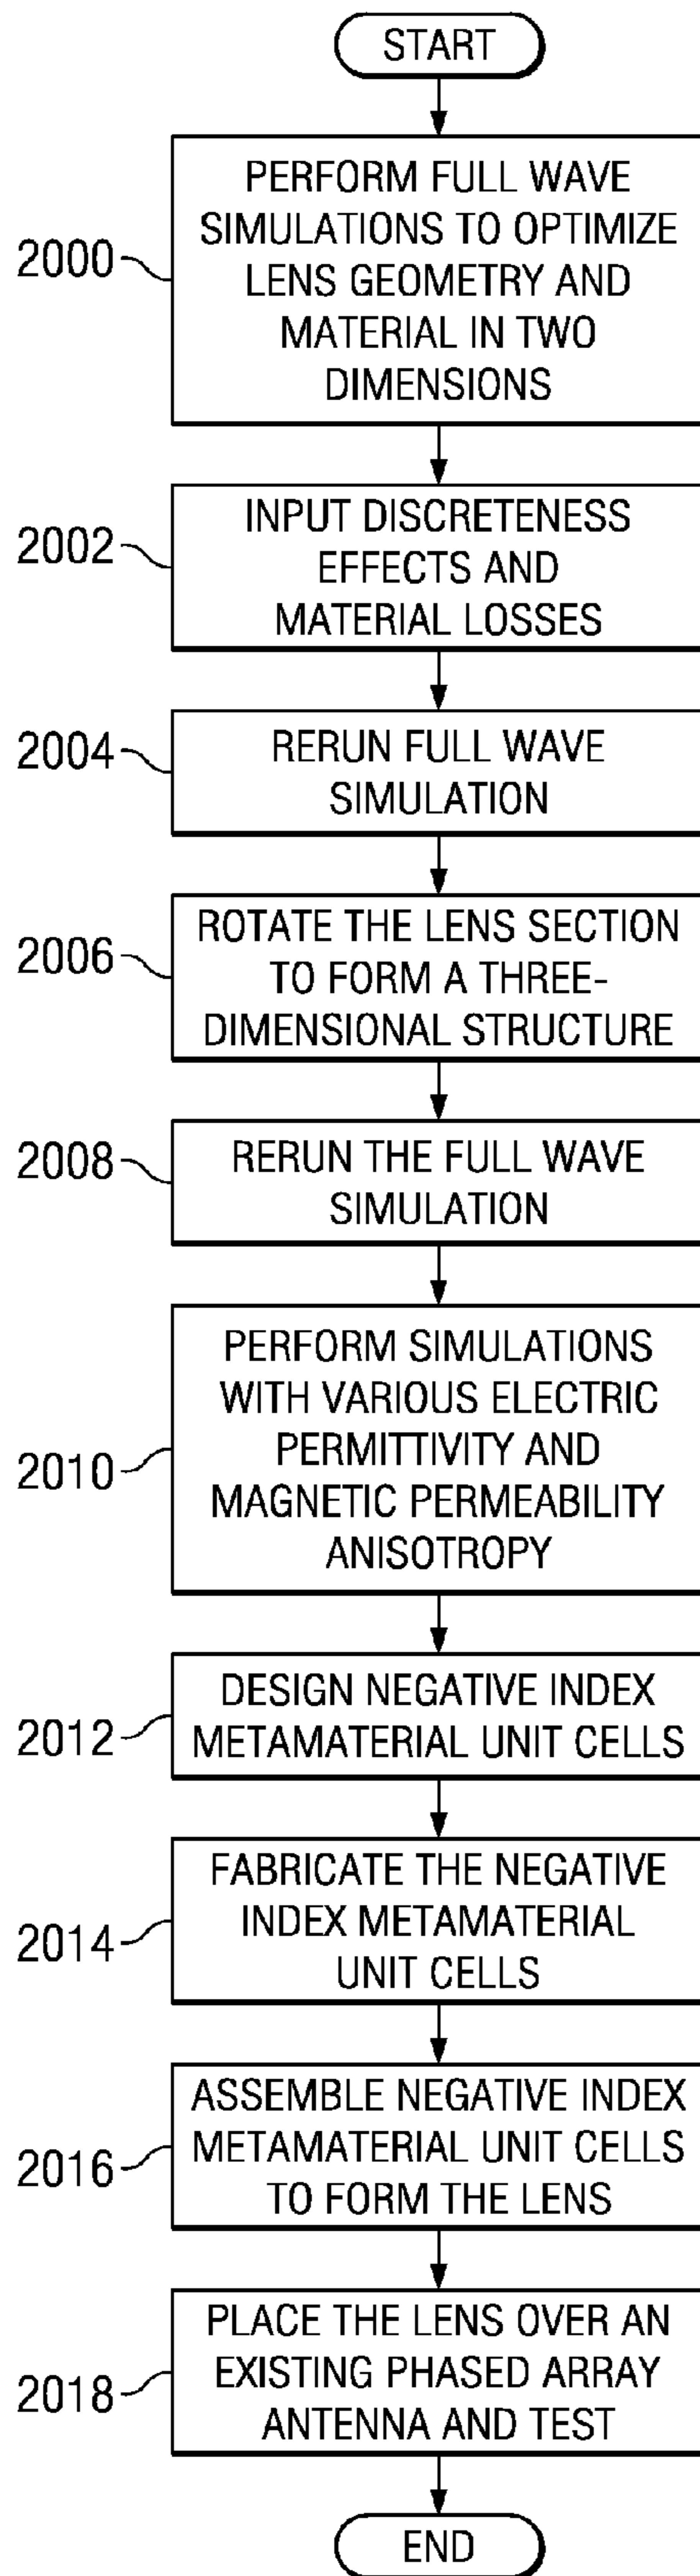 START
2000
PERFORM FULL WAVE
SIMULATIONS TO OPTIMIZE
LENS GEOMETRY AND
MATERIAL IN TWO
DIMENSIONS
2002
INPUT DISCRETENESS
EFFECTS AND
MATERIAL LOSSES
2004
RERUN FULL WAVE
SIMULATION
2006
ROTATE THE LENS SECTION
TO FORM A THREE-
DIMENSIONAL STRUCTURE
2008
RERUN THE FULL WAVE
SIMULATION
2010
PERFORM SIMULATIONS
WITH VARIOUS ELECTRIC
PERMITTIVITY AND
MAGNETIC PERMEABILITY
ANISOTROPY
2012
DESIGN NEGATIVE INDEX
METAMATERIAL UNIT CELLS
2014
FABRICATE THE NEGATIVE
INDEX METAMATERIAL
UNIT CELLS
2016
ASSEMBLE NEGATIVE INDEX
METAMATERIAL UNIT CELLS
TO FORM THE LENS
2018
PLACE THE LENS OVER AN
EXISTING PHASED ARRAY
ANTENNA AND TEST
END